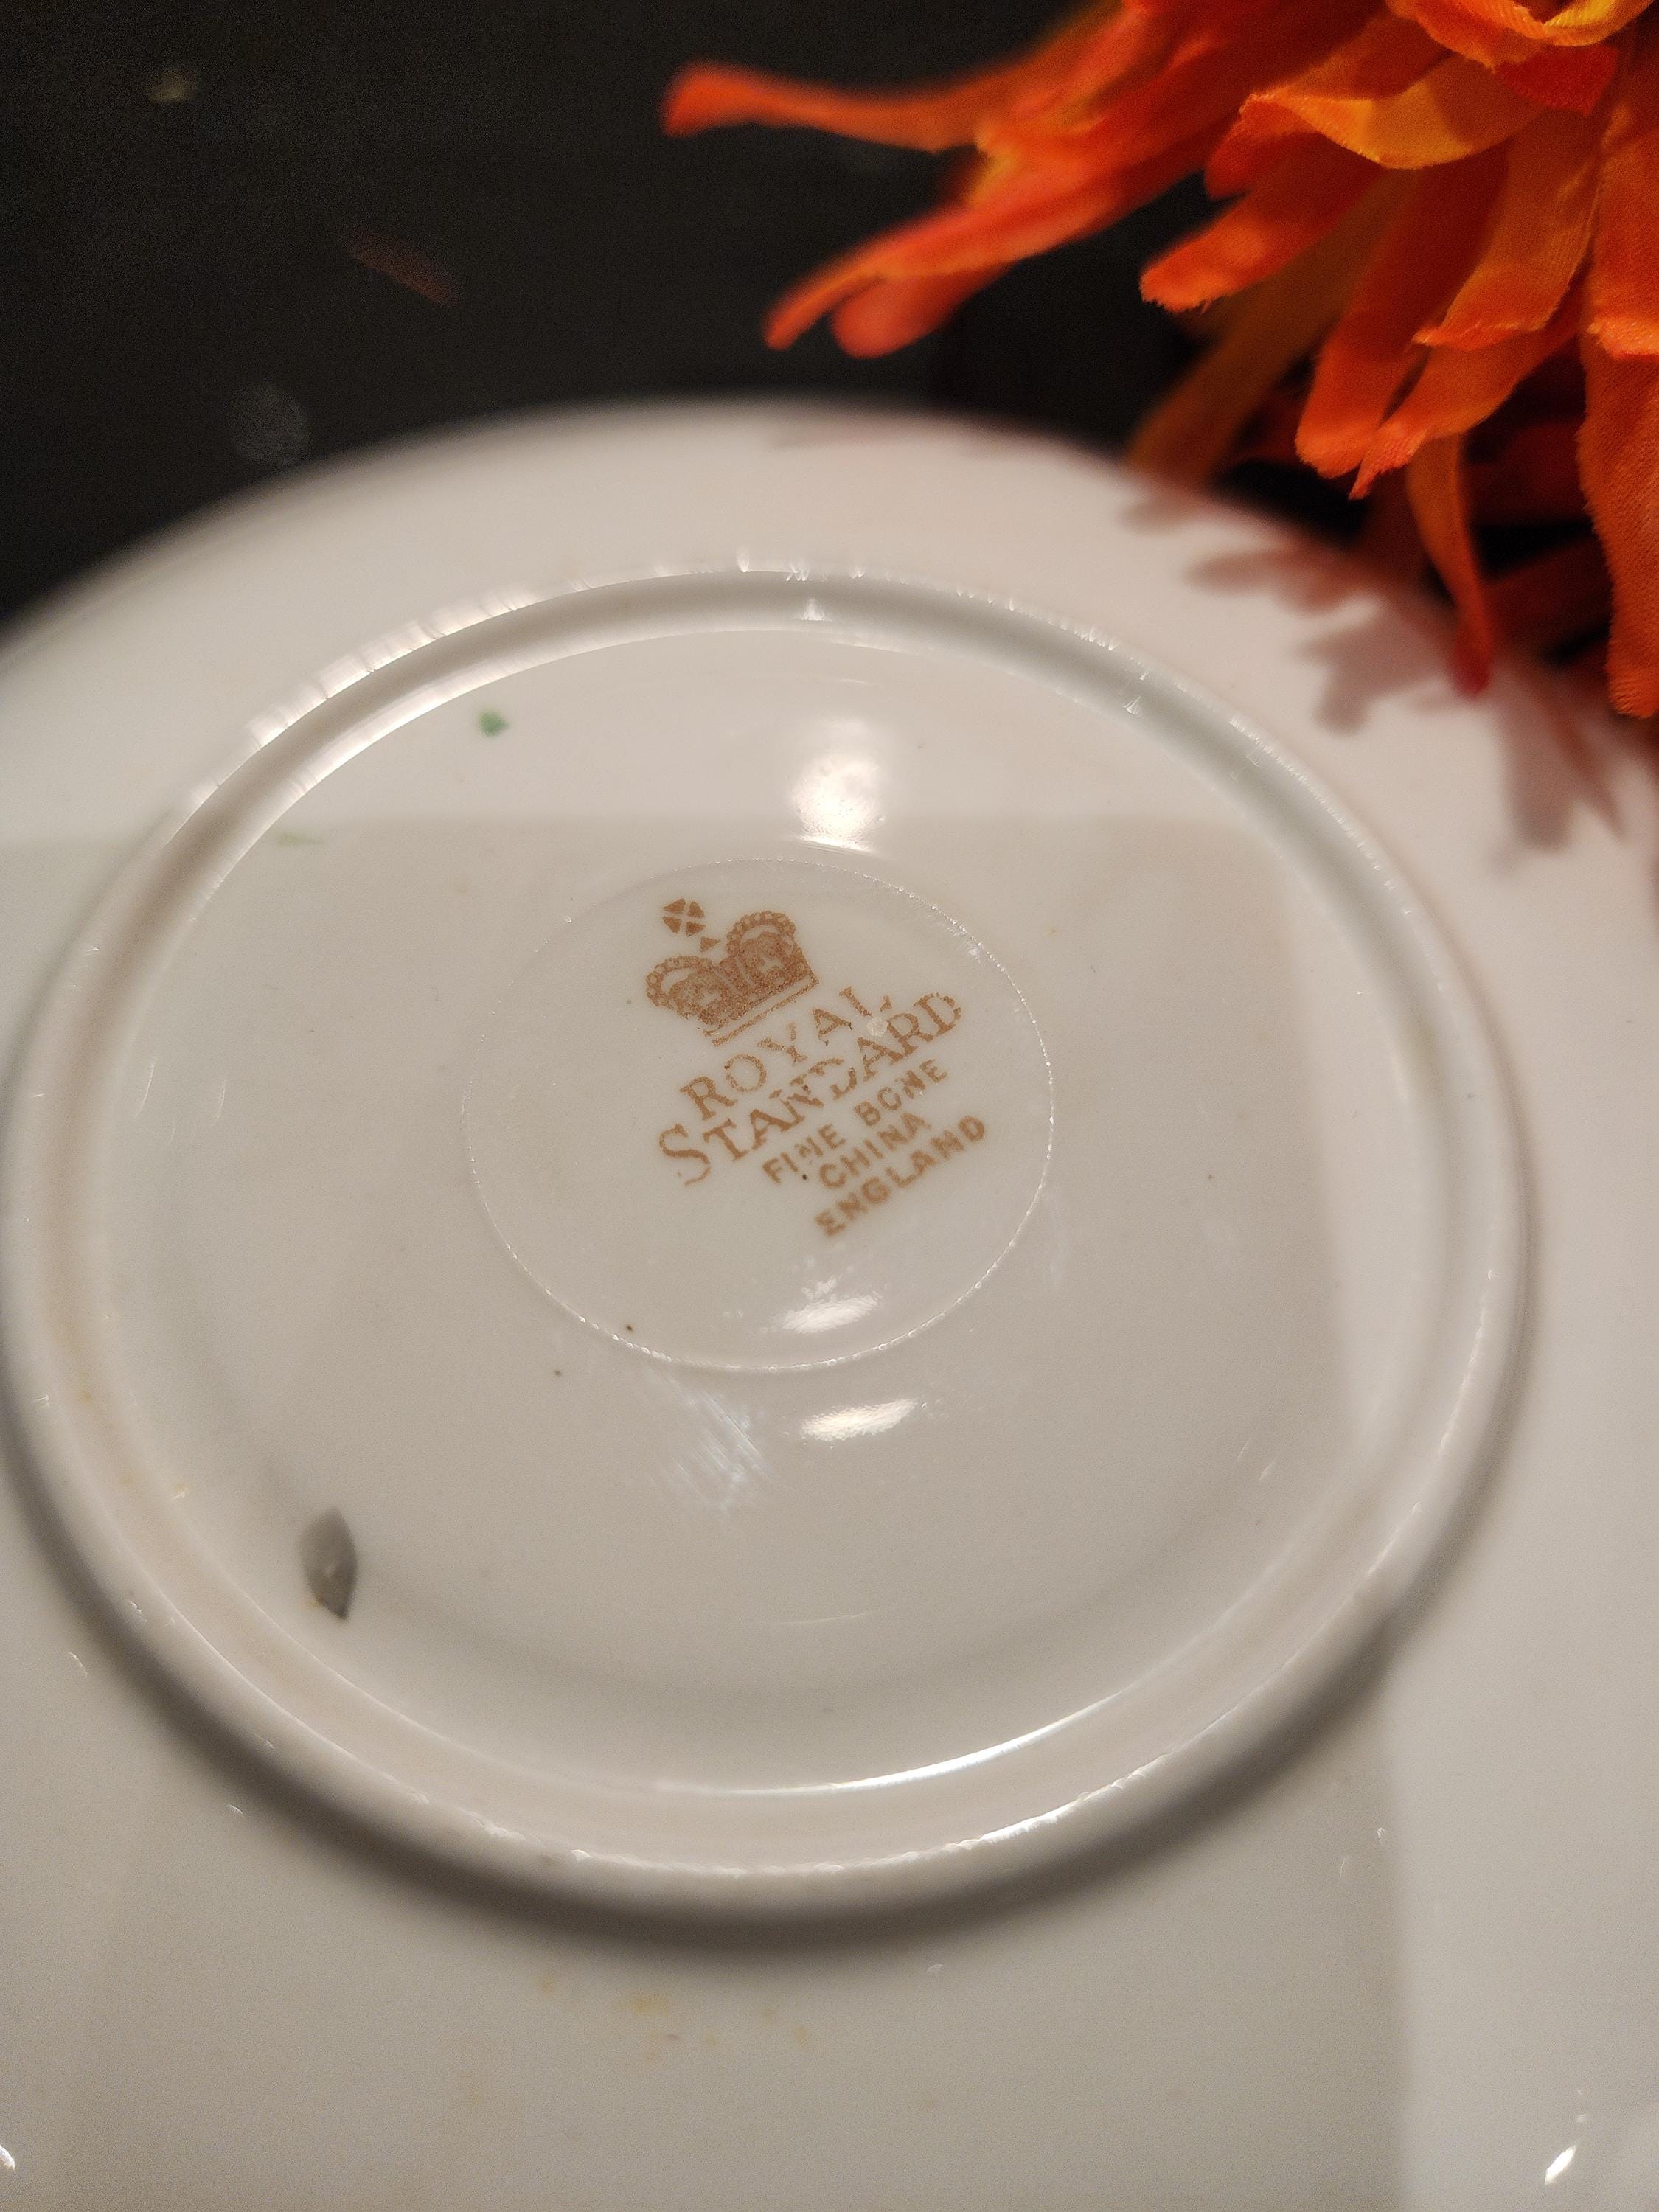 ROYAL
STANDARD
FINE BONE
CHINA
ENGLAND